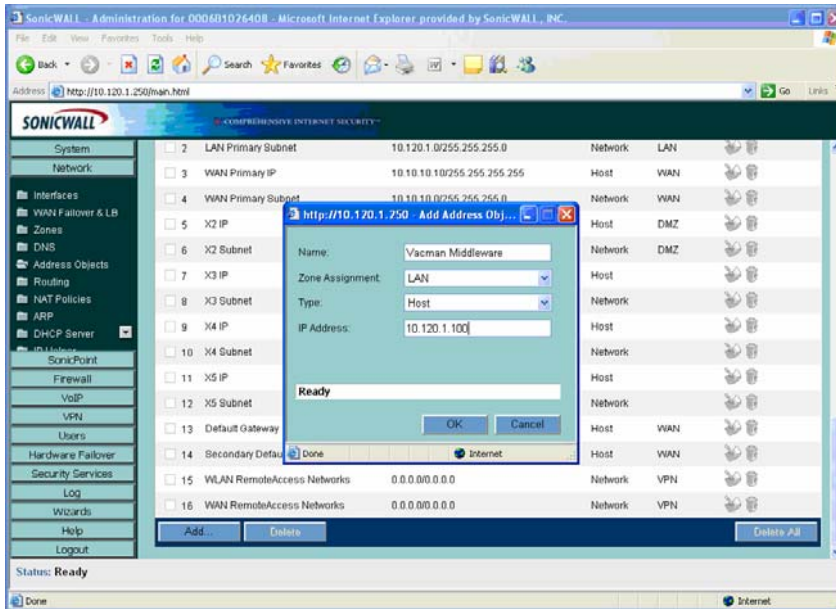 SonicWALL - Administration for 0006B1026408 - Microsoft Internet Explorer provided by SonicWALL, INC.
File Edit View Favorites Tools Help
Back Search Favorites
Address http://10.120.1.250/main.html Go Links
SONICWALL COMPREHENSIVE INTERNET SECURITY™
System
Network
Interfaces
WAN Failover & LB
Zones
DNS
Address Objects
Routing
NAT Policies
ARP
DHCP Server
IP Helper
SonicPoint
Firewall
VoIP
VPN
Users
Hardware Failover
Security Services
Log
Wizards
Help
Logout
2 LAN Primary Subnet 10.120.1.0/255.255.255.0 Network LAN
3 WAN Primary IP 10.10.10.10/255.255.255.255 Host WAN
4 WAN Primary Subnet 10.10.10.0/255.255.255.0 Network WAN
5 X2 IP Host DMZ
6 X2 Subnet Network DMZ
7 X3 IP Host
8 X3 Subnet Network
9 X4 IP Host
10 X4 Subnet Network
11 X5 IP Host
12 X5 Subnet Network
13 Default Gateway Host WAN
14 Secondary Defau Host WAN
15 WLAN RemoteAccess Networks 0.0.0.0/0.0.0.0 Network VPN
16 WAN RemoteAccess Networks 0.0.0.0/0.0.0.0 Network VPN
Add... Delete Delete All
http://10.120.1.250 - Add Address Obj...
Name: Vacman Middleware
Zone Assignment: LAN
Type: Host
IP Address: 10.120.1.100
Ready
OK Cancel
Done Internet
Status: Ready
Done Internet